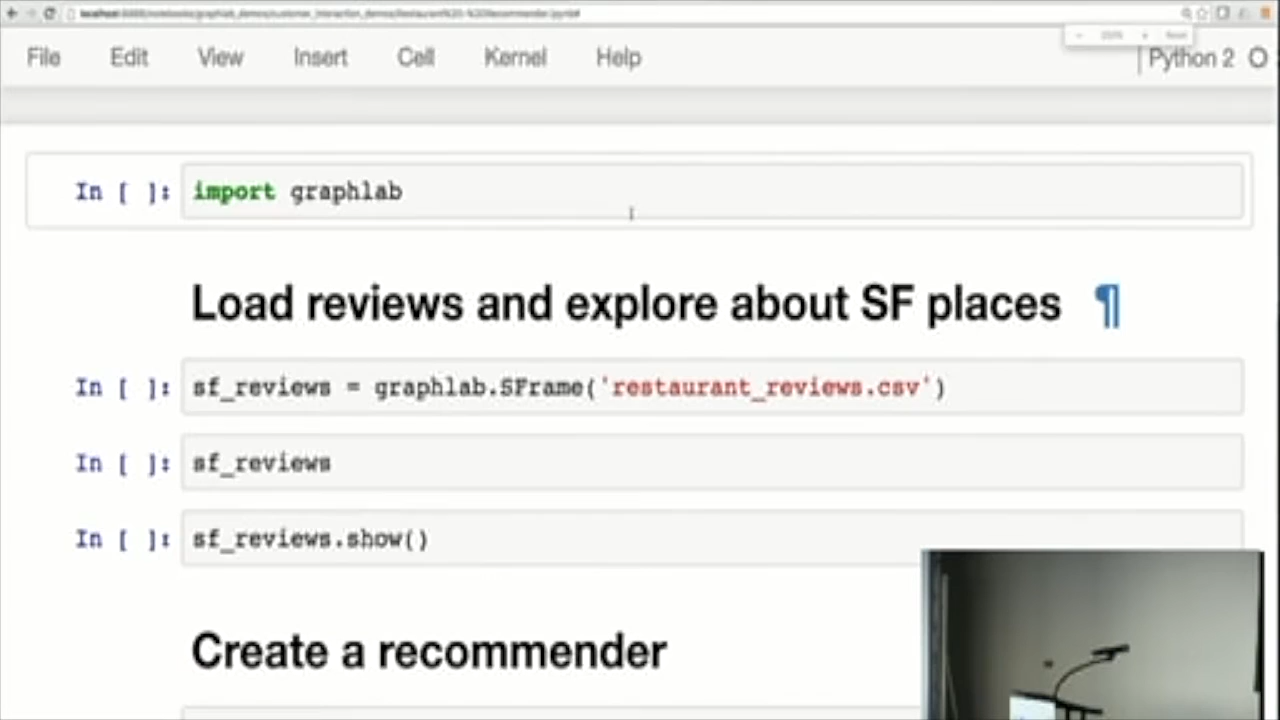 File Edit View Insert Cell Kernel Help Python 2
In [ ]: import graphlab
Load reviews and explore about SF places ¶
In [ ]: sf_reviews = graphlab.SFrame('restaurant_reviews.csv')
In [ ]: sf_reviews
In [ ]: sf_reviews.show()
Create a recommender